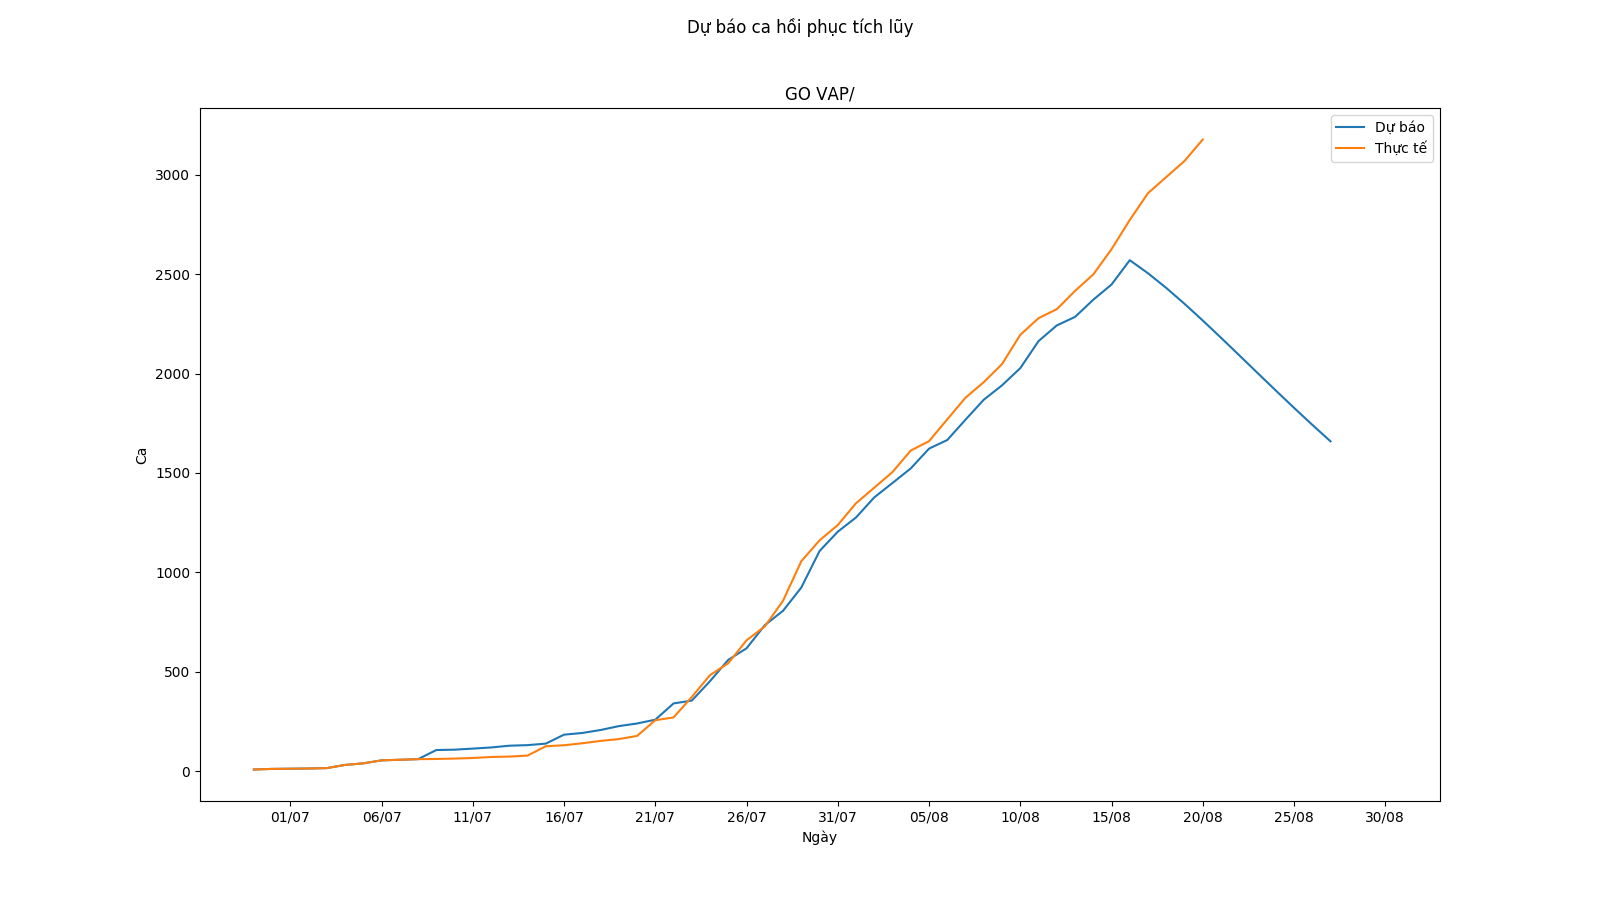 Dự báo ca hồi phục tích lũy
GO VAP/
Dự báo
Thực tế
3000
2500
2000
1500
1000
500
0
Ca
01/07 06/07 11/07 16/07 21/07 26/07 31/07 05/08 10/08 15/08 20/08 25/08 30/08
Ngày